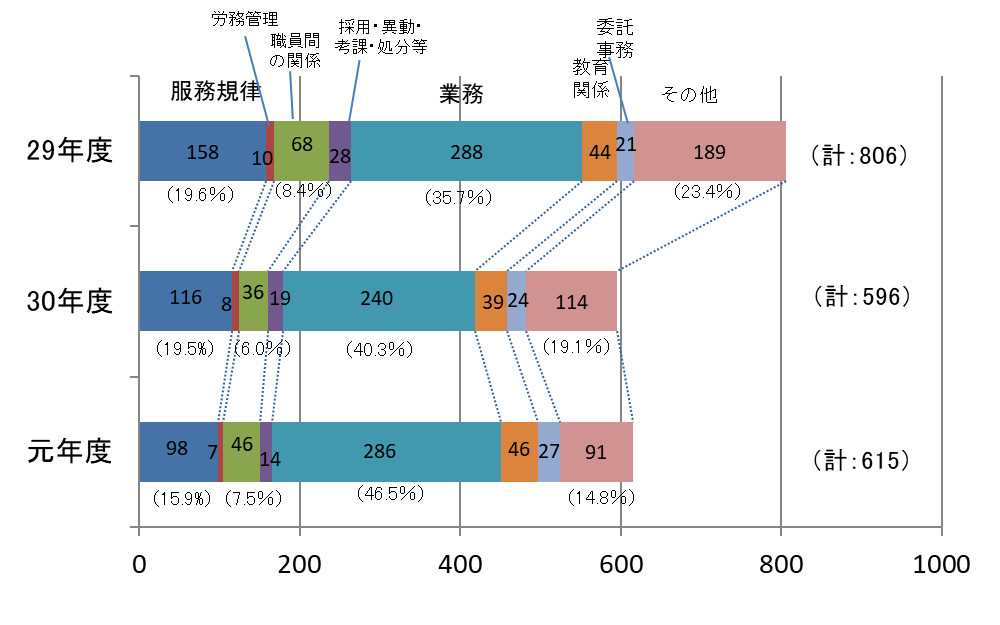 労務管理
職員間
の関係
採用・異動・
考課・処分等
委託
事務
教育
関係
服務規律
業務
その他
29年度
158
10
68
28
288
44
21
189
（計：806）
（19.6%）
（8.4%）
（35.7%）
（23.4%）
30年度
116
8
36
19
240
39
24
114
（計：596）
（19.5%）
（6.0%）
（40.3%）
（19.1%）
元年度
98
7
46
14
286
46
27
91
（計：615）
（15.9%）
（7.5%）
（46.5%）
（14.8%）
0
200
400
600
800
1000